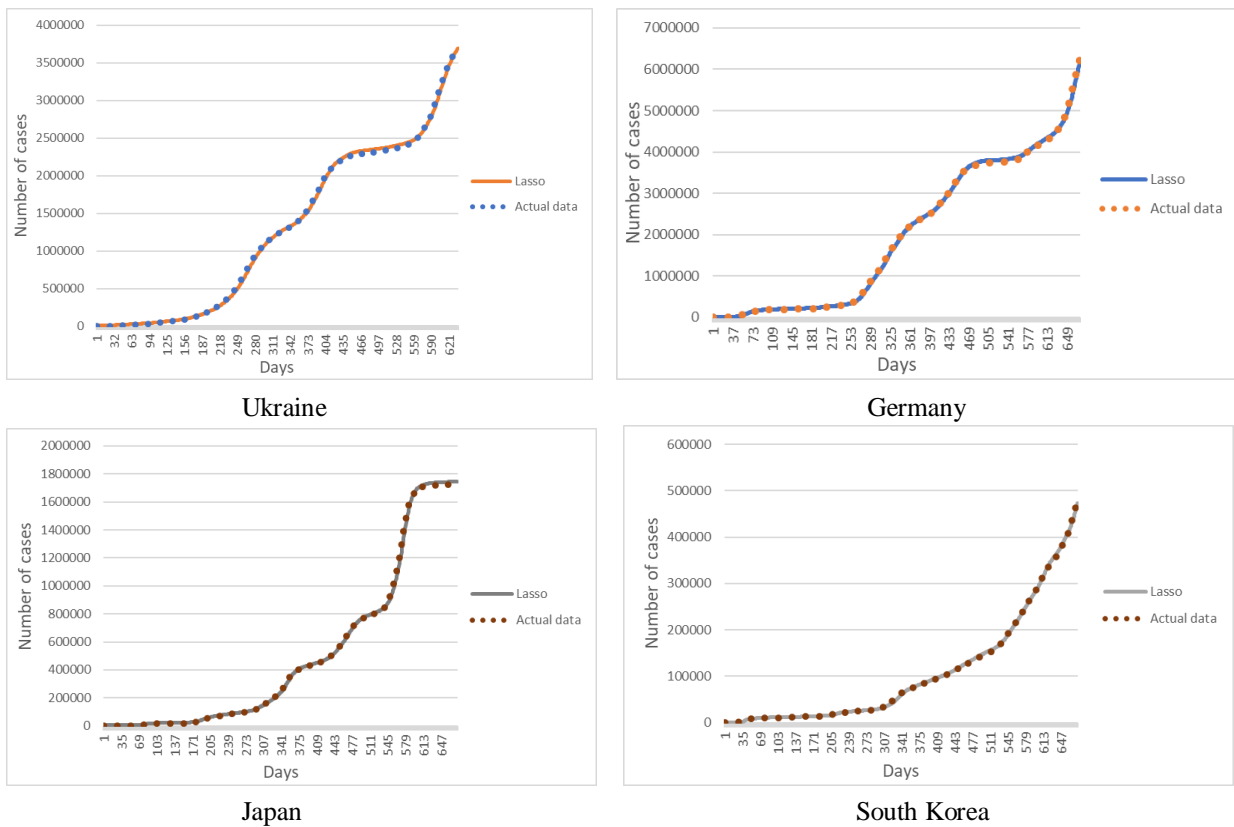 4000000
3500000
3000000
2500000
2000000
1500000
1000000
500000
0
Number of cases
1 32 63 94 125 156 187 218 249 280 311 342 373 404 435 466 497 528 559 590 621
Days
Lasso
Actual data
Ukraine
7000000
6000000
5000000
4000000
3000000
2000000
1000000
0
Number of cases
1 37 73 109 145 181 217 253 289 325 361 397 433 469 505 541 577 613 649
Days
Lasso
Actual data
Germany
2000000
1800000
1600000
1400000
1200000
1000000
800000
600000
400000
200000
0
Number of cases
1 35 69 103 137 171 205 239 273 307 341 375 409 443 477 511 545 579 613 647
Days
Lasso
Actual data
Japan
600000
500000
400000
300000
200000
100000
0
Number of cases
1 35 69 103 137 171 205 239 273 307 341 375 409 443 477 511 545 579 613 647
Days
Lasso
Actual data
South Korea